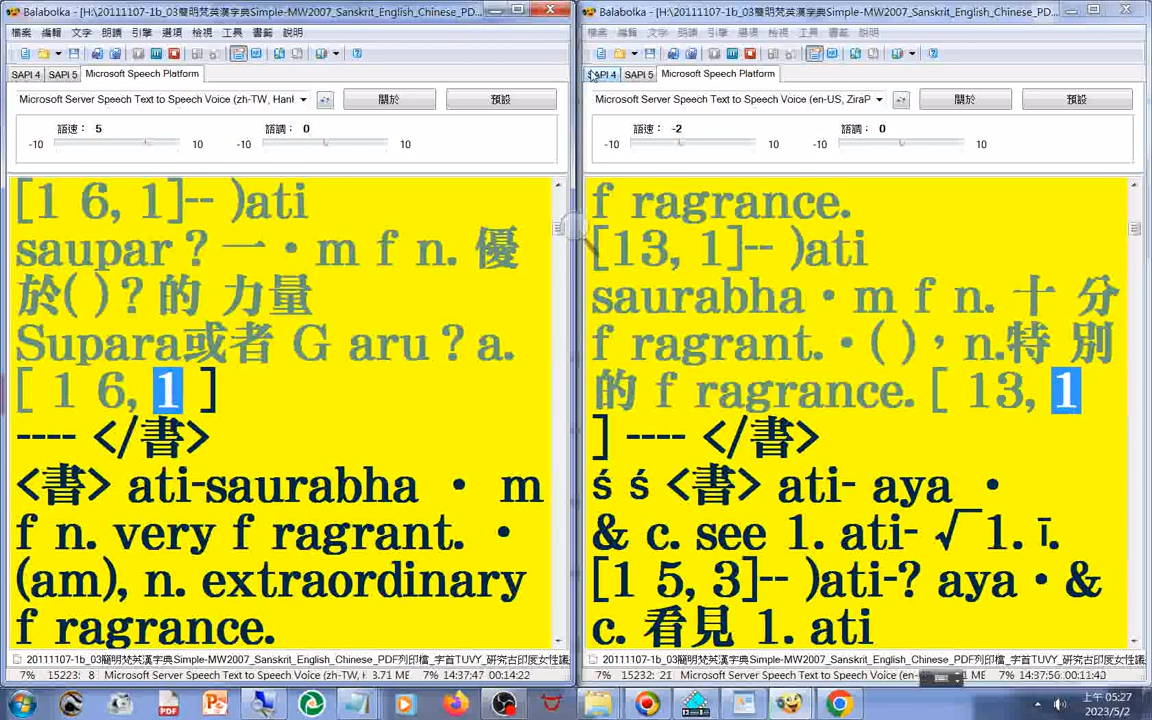 Balabolka - [H:\20111107-1b_03簡明梵英漢字典Simple-MW2007_Sanskrit_English_Chinese_PD...
檔案 編輯 文字 朗讀 引擎 選項 檢視 工具 書籤 說明
SAPI 4 SAPI 5 Microsoft Speech Platform
Microsoft Server Speech Text to Speech Voice (zh-TW, Hanl
關於 預設
語速： 5 語調： 0
-10 10 -10 10
[1 6, 1]-- )ati
saupar？一・m f n. 優
於( )？的 力量
Supara或者 G aru？a.
[ 1 6, 1 ]
---- </書>
<書> ati-saurabha ・ m
f n. very f ragrant. ・
(am), n. extraordinary
f ragrance.
20111107-1b_03簡明梵英漢字典Simple-MW2007_Sanskrit_English_Chinese_PDF列印檔_字首TUVY_研究古印度女性議
7% 15223: 8 Microsoft Server Speech Text to Speech Voice (zh-TW, H 3.71 ME 7% 14:37:47 00:14:22
Balabolka - [H:\20111107-1b_03簡明梵英漢字典Simple-MW2007_Sanskrit_English_Chinese_PD...
檔案 編輯 文字 朗讀 引擎 選項 檢視 工具 書籤 說明
SAPI 4 SAPI 5 Microsoft Speech Platform
Microsoft Server Speech Text to Speech Voice (en-US, ZiraP
關於 預設
語速： -2 語調： 0
-10 10 -10 10
f ragrance.
[13, 1]-- )ati
saurabha・m f n. 十 分
f ragrant.・( )，n.特 別
的 f ragrance. [ 13, 1
] ---- </書>
ś ś <書> ati- aya ・
& c. see 1. ati- √ 1. ī.
[1 5, 3]-- )ati-? aya・&
c. 看見 1. ati
20111107-1b_03簡明梵英漢字典Simple-MW2007_Sanskrit_English_Chinese_PDF列印檔_字首TUVY_研究古印度女性議
7% 15232: 21 Microsoft Server Speech Text to Speech Voice (en-U ME 7% 14:37:56 00:11:40
上午 05:27
2023/5/2